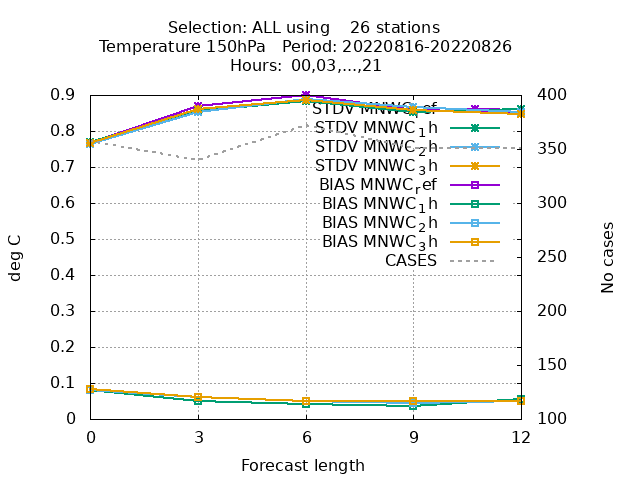 Selection: ALL using    26 stations
Temperature 150hPa   Period: 20220816-20220826
Hours:  00,03,...,21
0.9
0.8
0.7
0.6
0.5
0.4
0.3
0.2
0.1
0
deg C
400
350
300
250
200
150
100
No cases
STDV MNWC_ref
STDV MNWC_1h
STDV MNWC_2h
STDV MNWC_3h
BIAS MNWC_ref
BIAS MNWC_1h
BIAS MNWC_2h
BIAS MNWC_3h
CASES
0 3 6 9 12
Forecast length